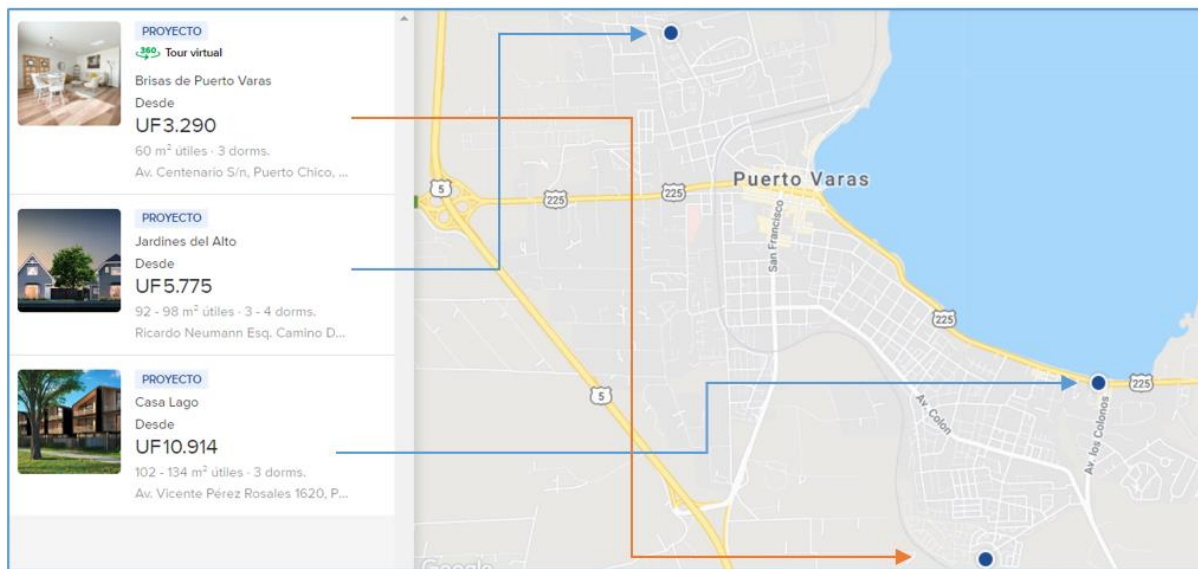 PROYECTO
360 Tour virtual
Brisas de Puerto Varas
Desde
UF3.290
60 m² útiles · 3 dorms.
Av. Centenario S/n, Puerto Chico, ...
PROYECTO
Jardines del Alto
Desde
UF5.775
92 - 98 m² útiles · 3 - 4 dorms.
Ricardo Neumann Esq. Camino D...
PROYECTO
Casa Lago
Desde
UF10.914
102 - 134 m² útiles · 3 dorms.
Av. Vicente Pérez Rosales 1620, P...
5
225
225
Puerto Varas
San Francisco
225
225
5
Av. Colon
Av. los Colonos
Google